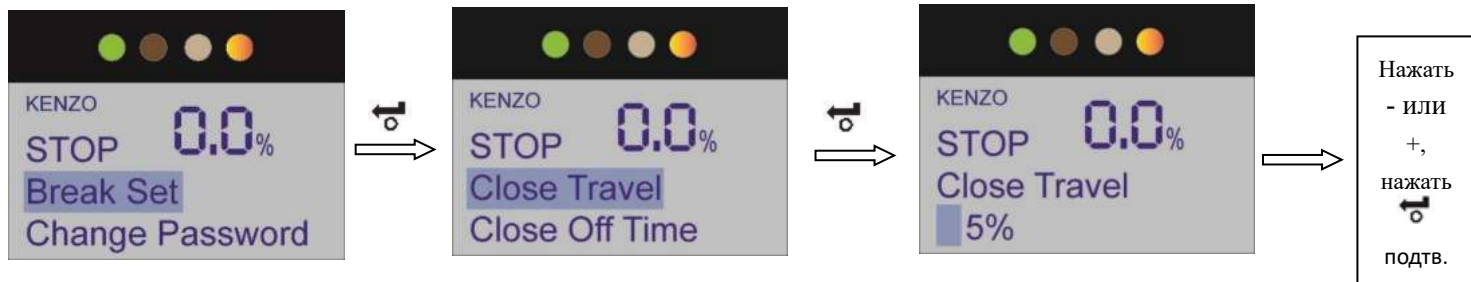 KENZO
STOP 0.0%
Break Set
Change Password
KENZO
STOP 0.0%
Close Travel
Close Off Time
KENZO
STOP 0.0%
Close Travel
5%
Нажать
- или
+,
нажать
подтв.